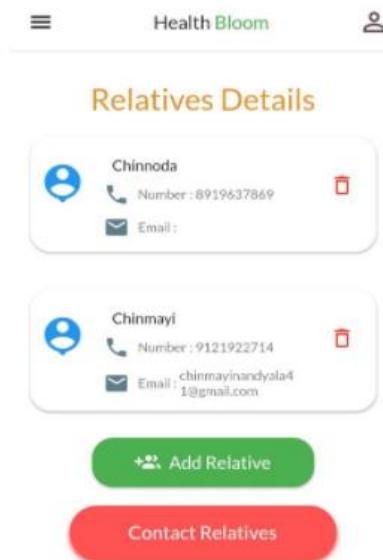 Health Bloom
Relatives Details
Chinnoda
Number : 8919637869
Email :
Chinmayi
Number : 9121922714
Email : chinmayinandyala4
1@gmail.com
Add Relative
Contact Relatives